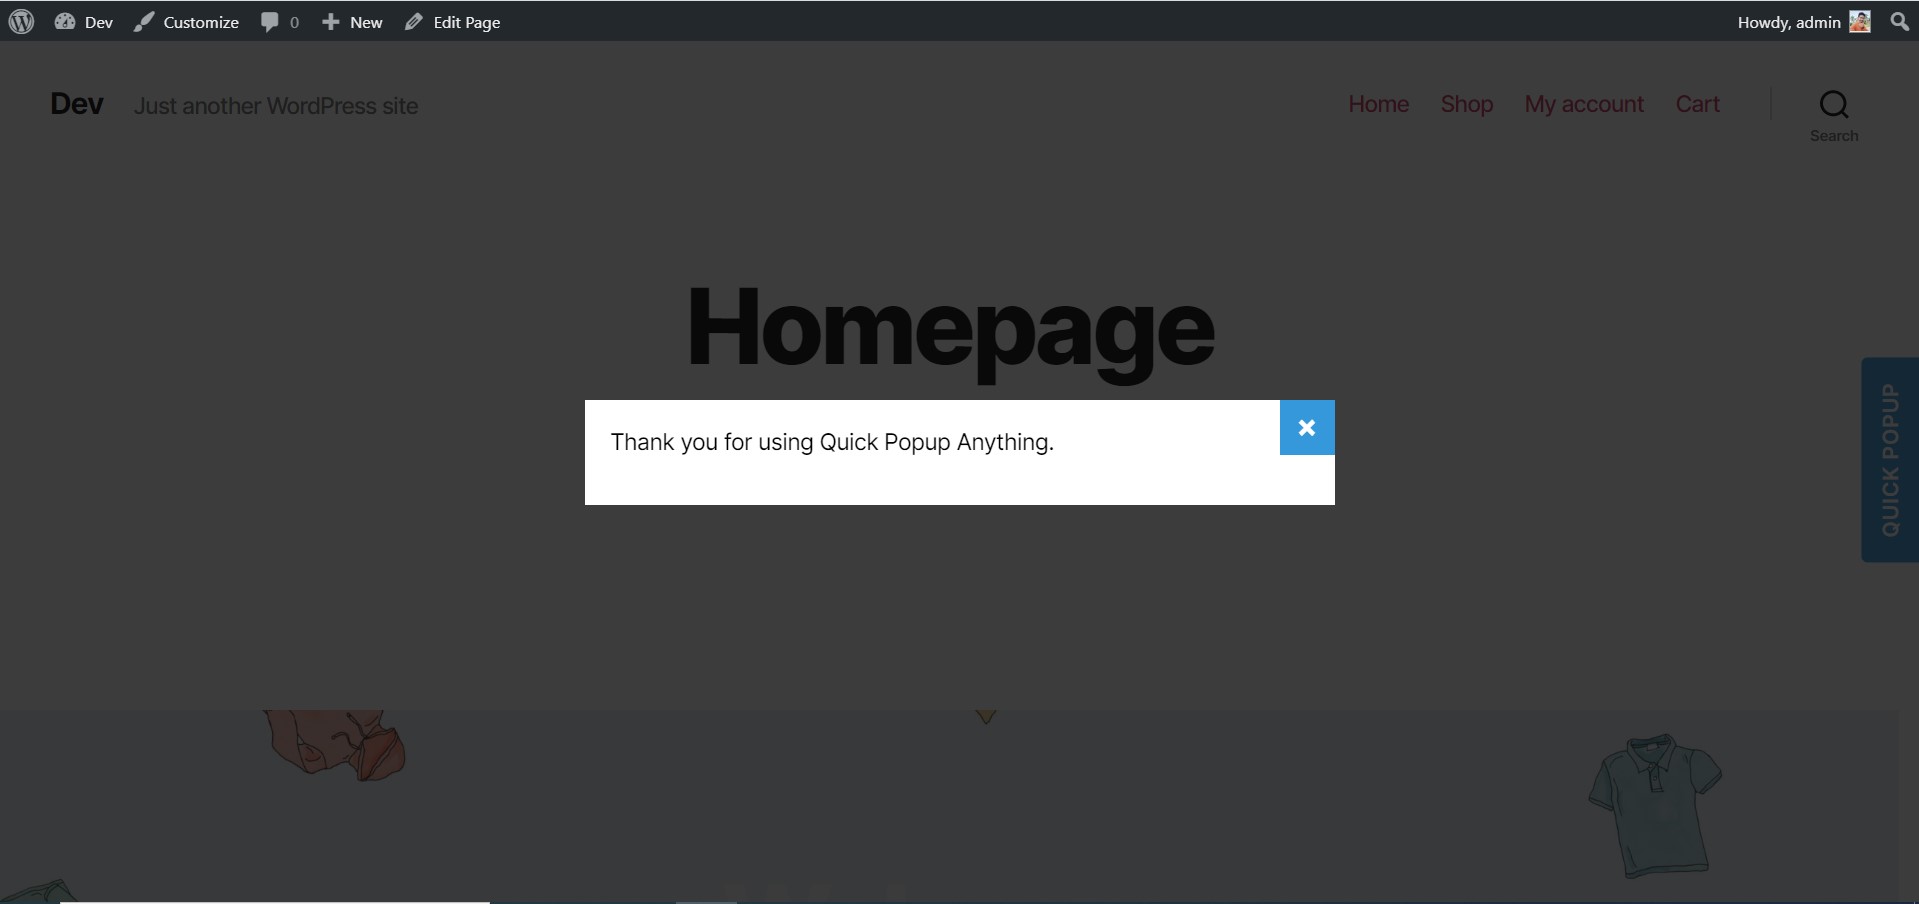 Dev
Customize
0
New
Edit Page
Howdy, admin
Dev
Just another WordPress site
Home
Shop
My account
Cart
Search
Homepage
Thank you for using Quick Popup Anything.
QUICK POPUP